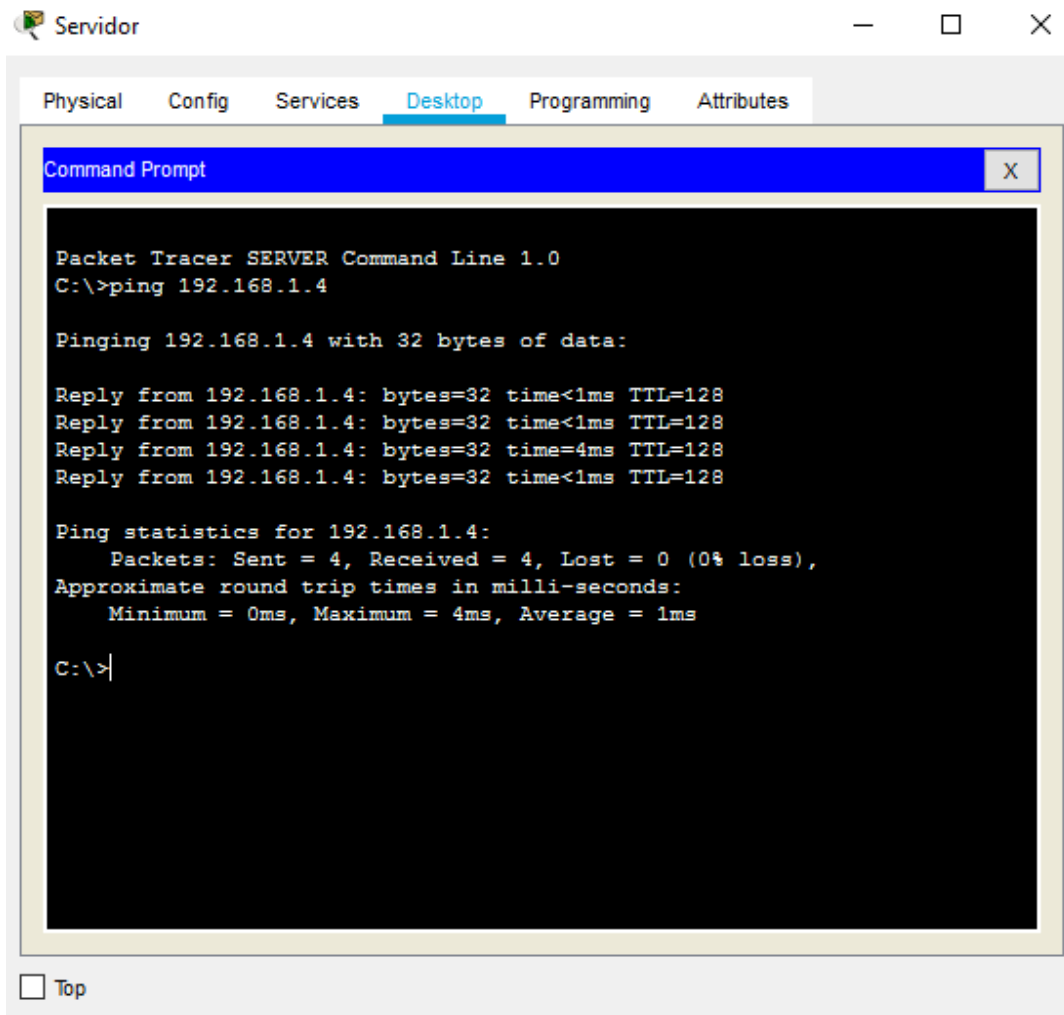 Servidor
Physical Config Services Desktop Programming Attributes
Command Prompt X
Packet Tracer SERVER Command Line 1.0
C:\>ping 192.168.1.4
Pinging 192.168.1.4 with 32 bytes of data:
Reply from 192.168.1.4: bytes=32 time<1ms TTL=128
Reply from 192.168.1.4: bytes=32 time<1ms TTL=128
Reply from 192.168.1.4: bytes=32 time=4ms TTL=128
Reply from 192.168.1.4: bytes=32 time<1ms TTL=128
Ping statistics for 192.168.1.4:
Packets: Sent = 4, Received = 4, Lost = 0 (0% loss),
Approximate round trip times in milli-seconds:
Minimum = 0ms, Maximum = 4ms, Average = 1ms
C:\>
Top